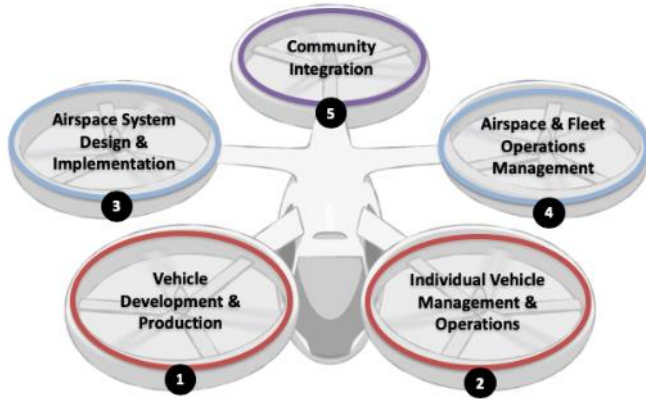 Community
Integration
5
Airspace System
Design &
Implementation
3
Airspace & Fleet
Operations
Management
4
Vehicle
Development &
Production
1
Individual Vehicle
Management &
Operations
2